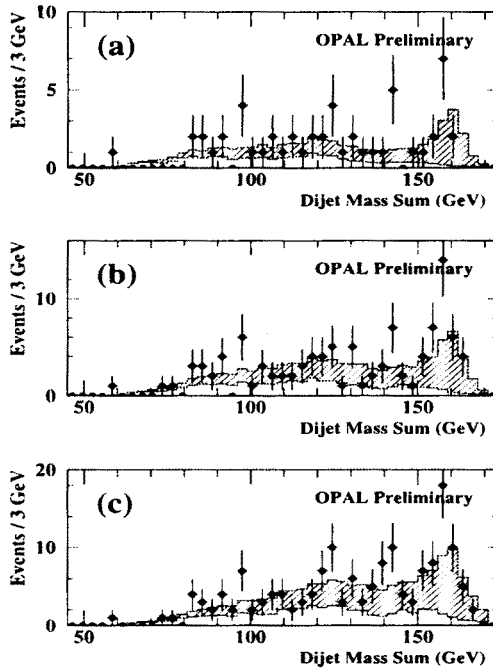 Events / 3 GeV
10
5
0
(a)
OPAL Preliminary
50
100
150
Dijet Mass Sum (GeV)
Events / 3 GeV
10
0
(b)
OPAL Preliminary
50
100
150
Dijet Mass Sum (GeV)
Events / 3 GeV
20
10
0
(c)
OPAL Preliminary
50
100
150
Dijet Mass Sum (GeV)